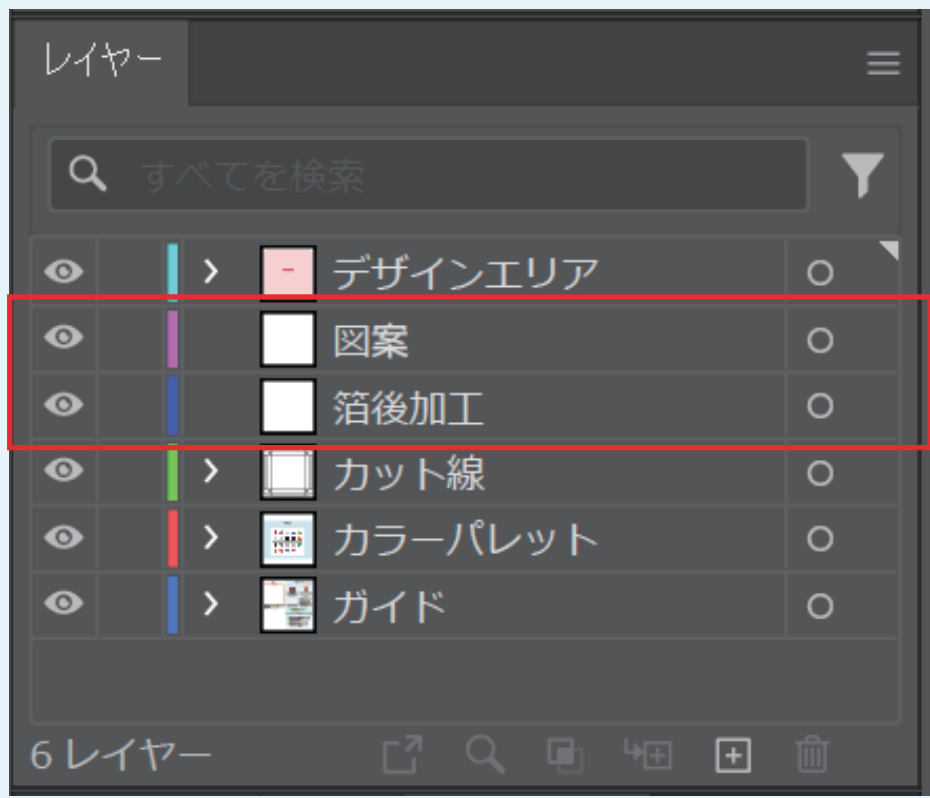 レイヤー
すべてを検索
デザインエリア
図案
箔後加工
カット線
カラーパレット
ガイド
6 レイヤー